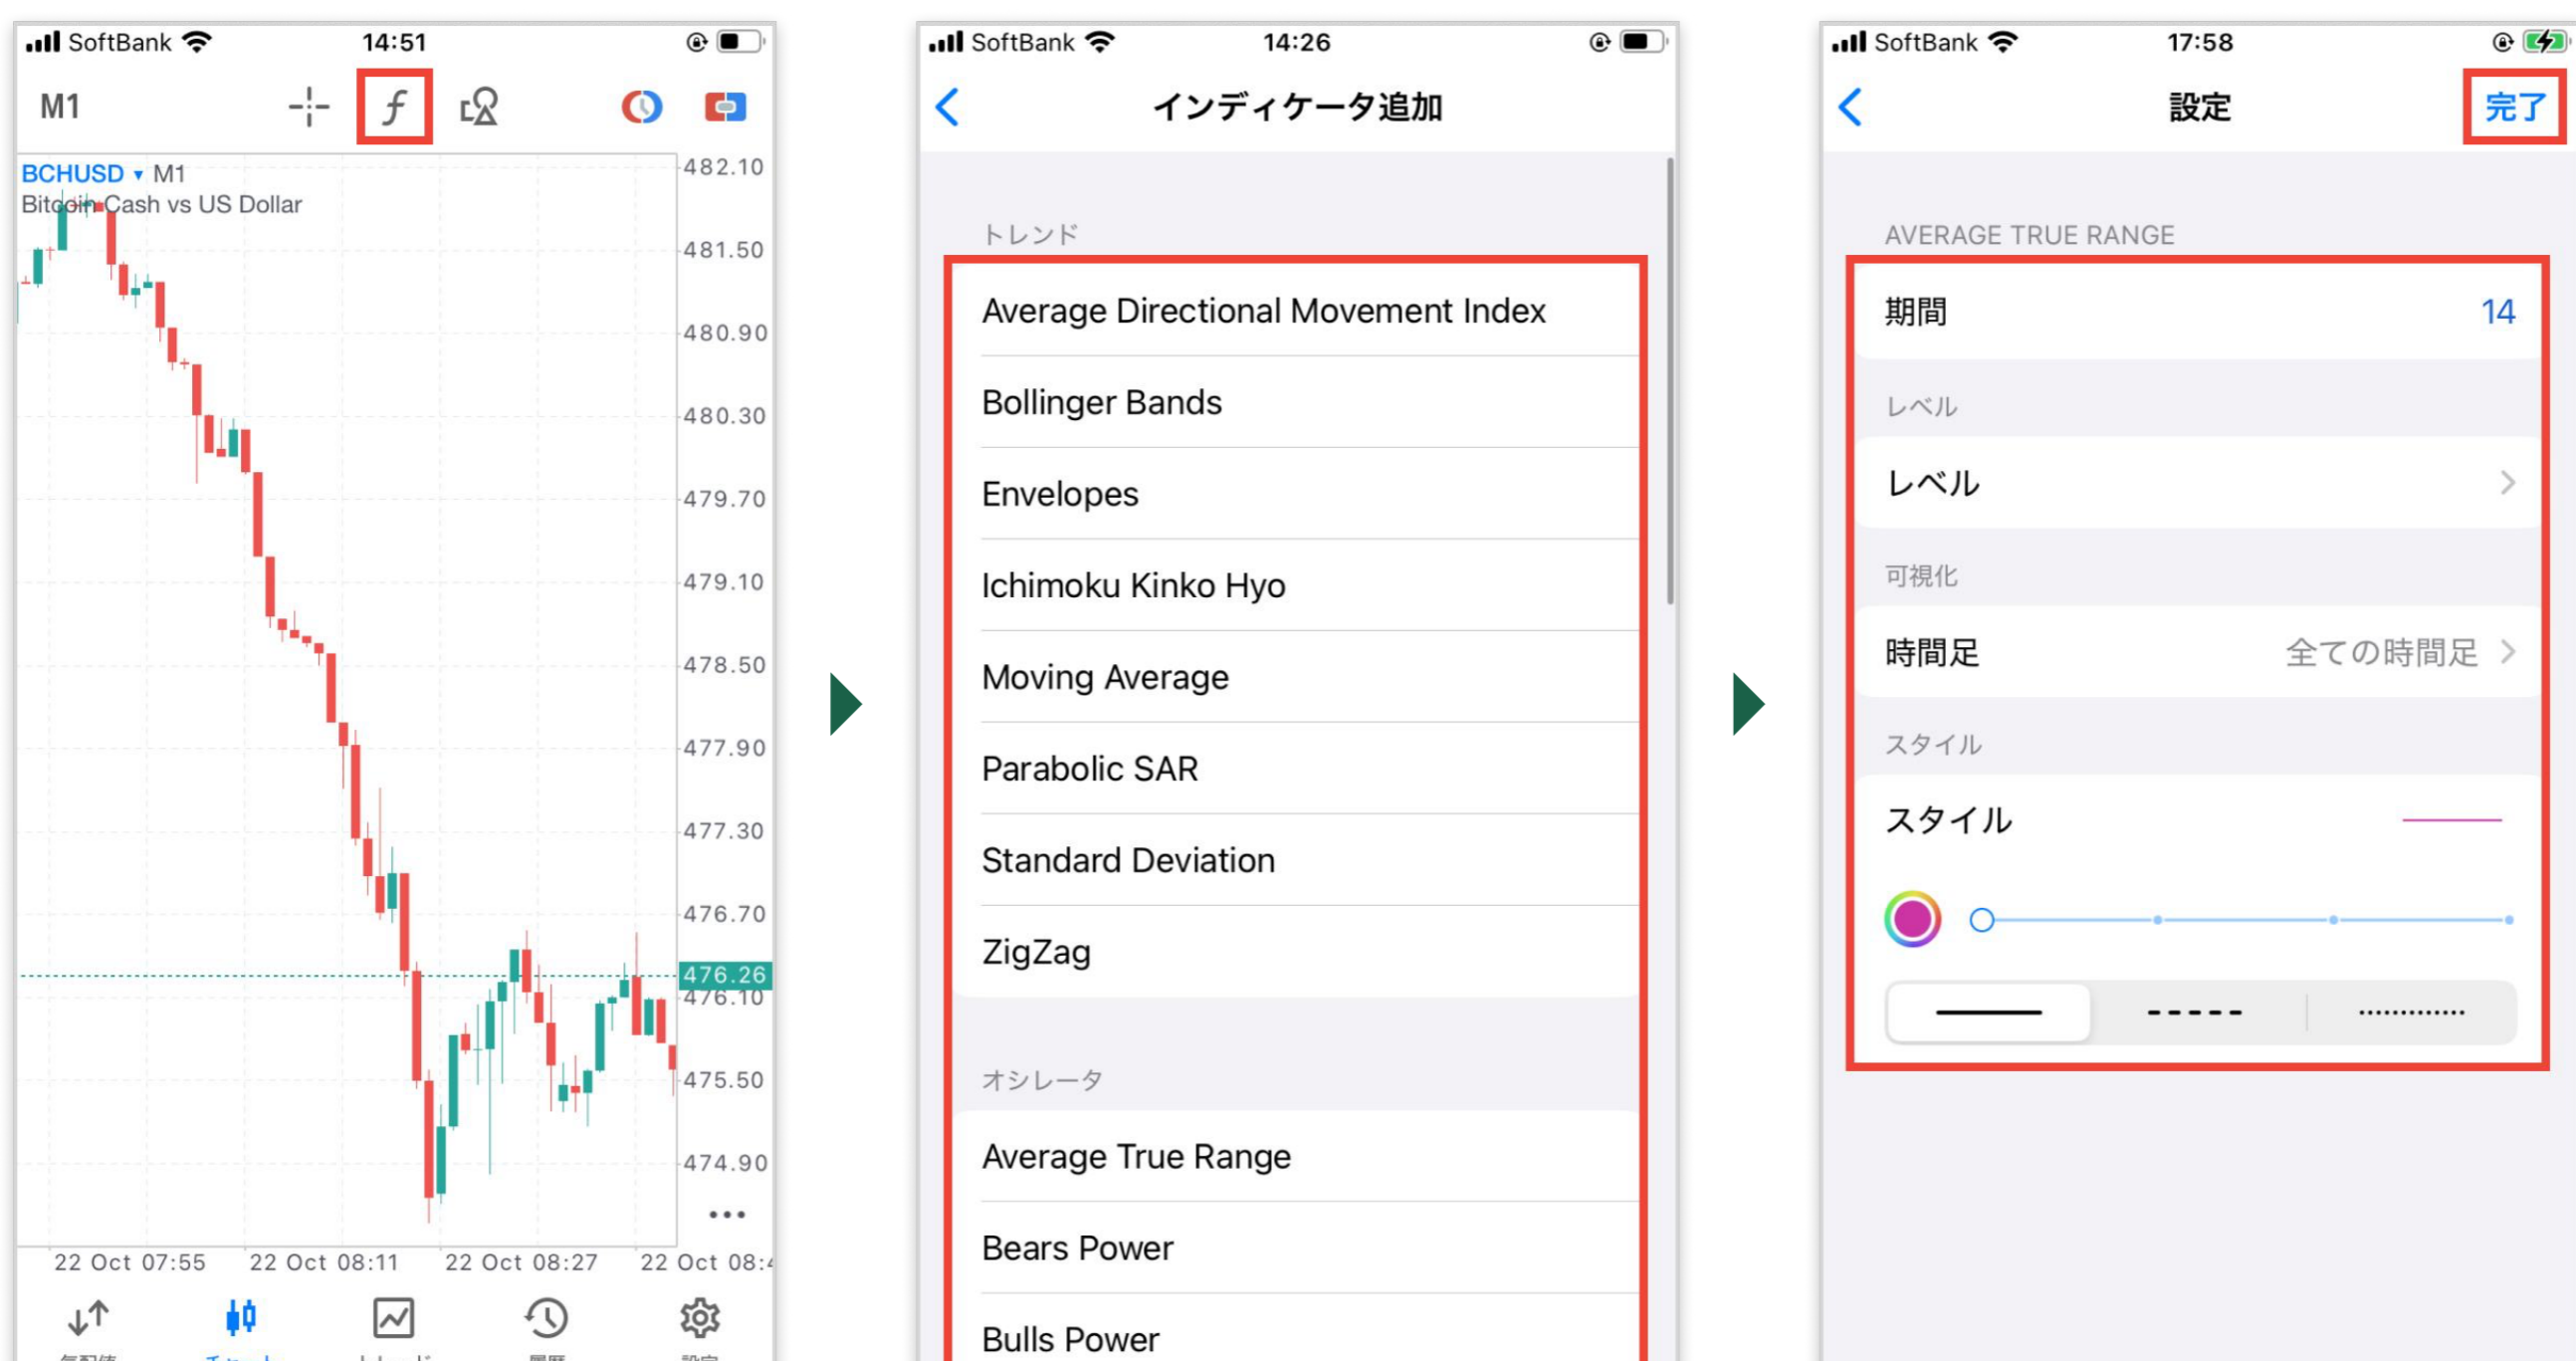 SoftBank 14:51
M1 f
BCHUSD ▾ M1
Bitcoin Cash vs US Dollar
482.10
481.50
480.90
480.30
479.70
479.10
478.50
477.90
477.30
476.70
476.26
476.10
475.50
474.90
22 Oct 07:55 22 Oct 08:11 22 Oct 08:27 22 Oct
SoftBank 14:26
インディケータ追加
トレンド
Average Directional Movement Index
Bollinger Bands
Envelopes
Ichimoku Kinko Hyo
Moving Average
Parabolic SAR
Standard Deviation
ZigZag
オシレータ
Average True Range
Bears Power
Bulls Power
SoftBank 17:58
設定 完了
AVERAGE TRUE RANGE
期間 14
レベル
レベル
可視化
時間足 全ての時間足
スタイル
スタイル